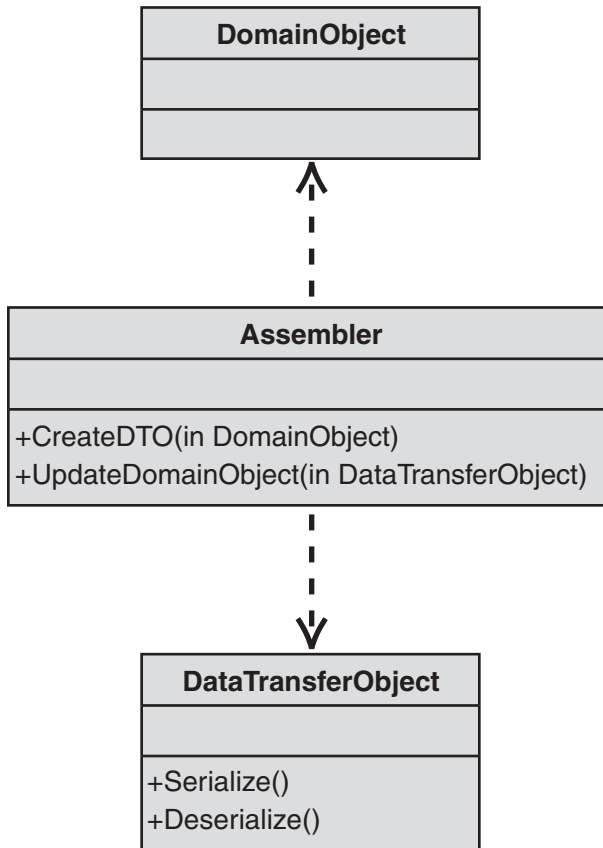 DomainObject
Assembler
+CreateDTO(in DomainObject)
+UpdateDomainObject(in DataTransferObject)
DataTransferObject
+Serialize()
+Deserialize()